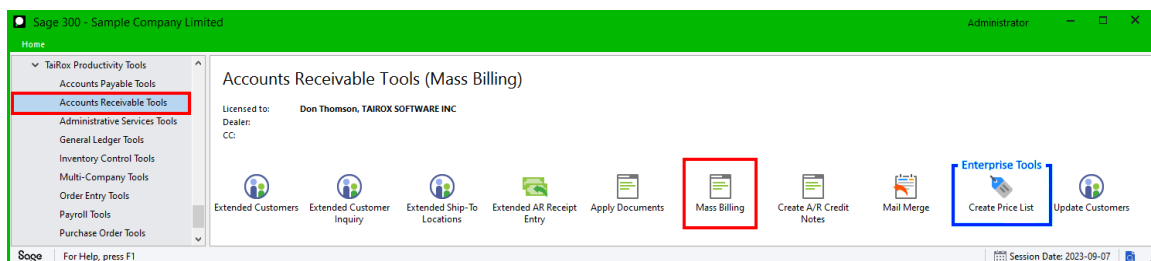 Sage 300 - Sample Company Limited
Administrator
Home
TaiRox Productivity Tools
Accounts Payable Tools
Accounts Receivable Tools
Administrative Services Tools
General Ledger Tools
Inventory Control Tools
Multi-Company Tools
Order Entry Tools
Payroll Tools
Purchase Order Tools
Accounts Receivable Tools (Mass Billing)
Licensed to: Don Thomson, TAIROX SOFTWARE INC
Dealer:
CC:
Enterprise Tools
Extended Customers
Extended Customer
Inquiry
Extended Ship-To
Locations
Extended AR Receipt
Entry
Apply Documents
Mass Billing
Create A/R Credit
Notes
Mail Merge
Create Price List
Update Customers
Sage
For Help, press F1
Session Date: 2023-09-07